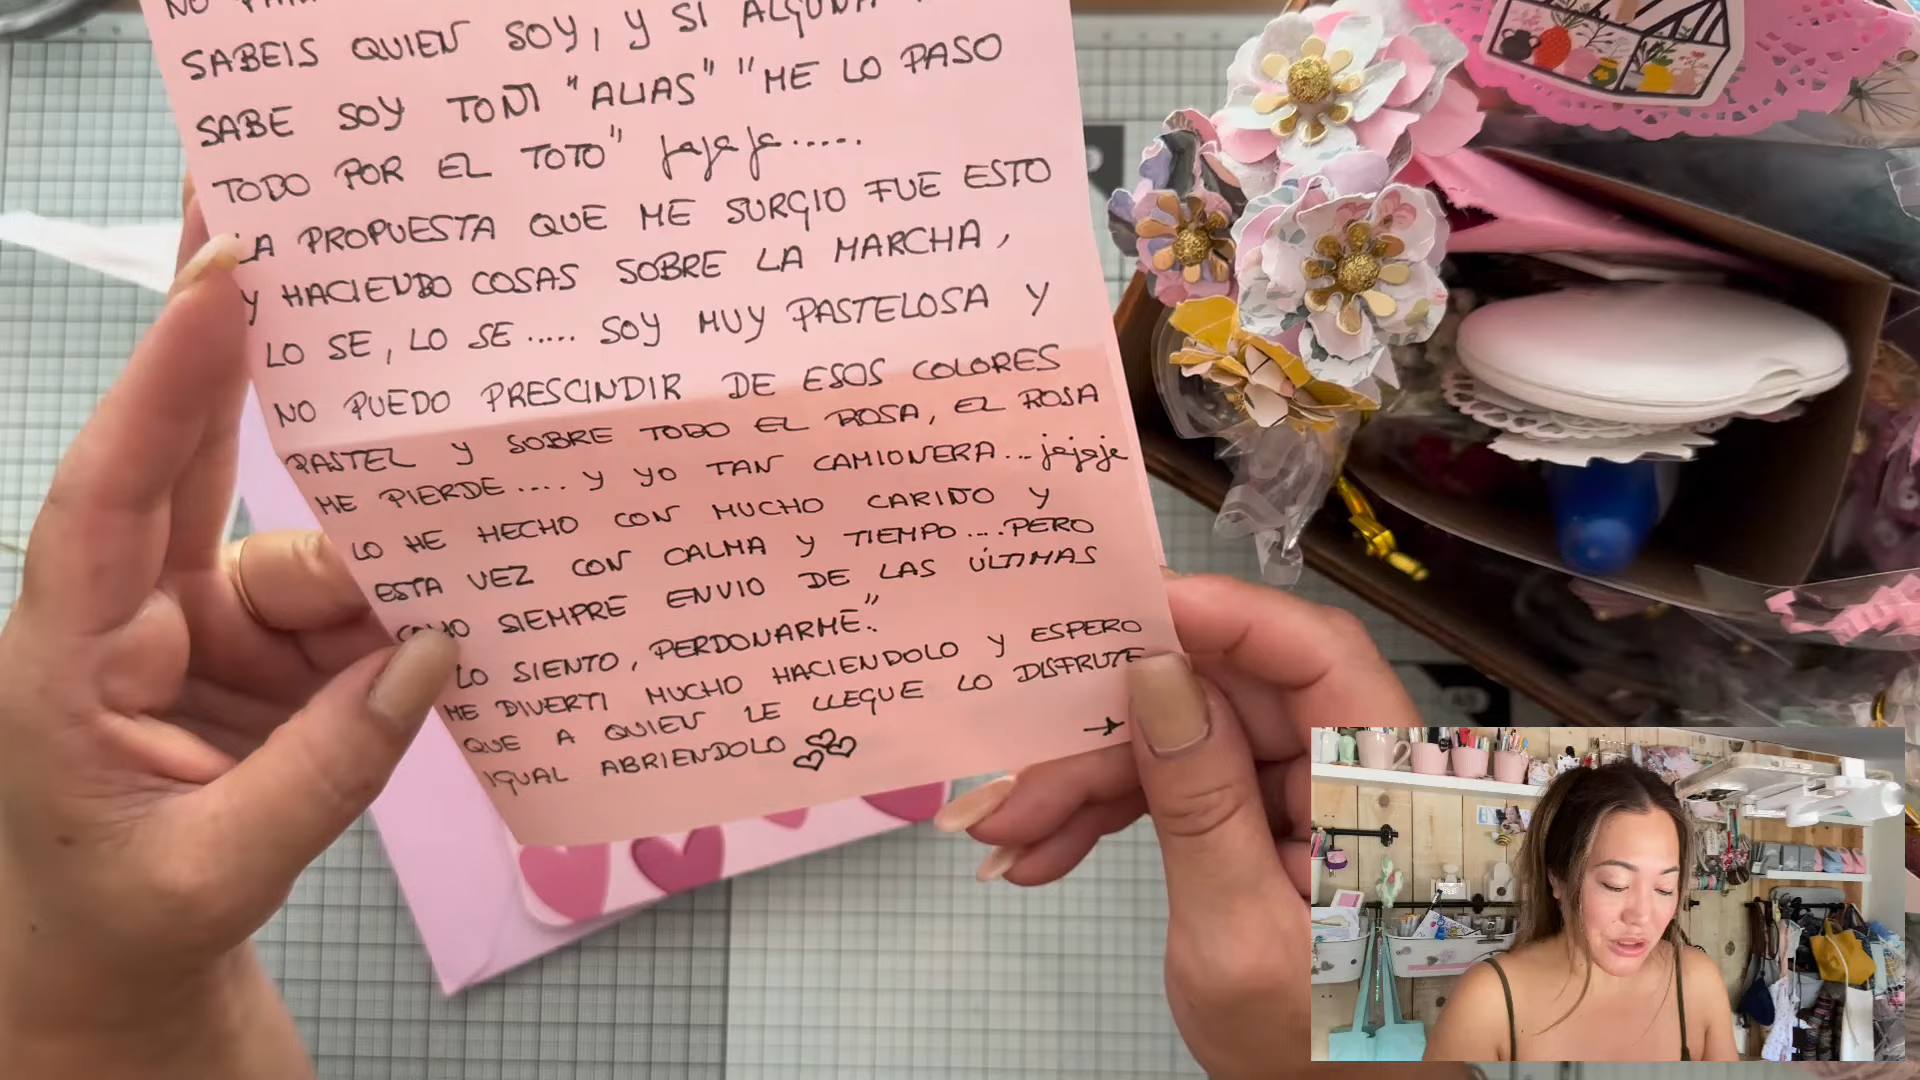 NO
SABEIS QUIEN SOY, Y SI ALGUNA
SABE SOY TOÑI "ALIAS" "ME LO PASO
TODO POR EL TOTO" jajaja.....
LA PROPUESTA QUE ME SURGIO FUE ESTO
Y HACIENDO COSAS SOBRE LA MARCHA,
LO SE, LO SE ..... SOY MUY PASTELOSA Y
NO PUEDO PRESCINDIR DE ESOS COLORES
PASTEL Y SOBRE TODO EL ROSA, EL ROSA
ME PIERDE.... Y YO TAN CAMIONERA... jajaja
LO HE HECHO CON MUCHO CARIÑO Y
ESTA VEZ CON CALMA Y TIEMPO....PERO
COMO SIEMPRE ENVIO DE LAS ÚLTIMAS
LO SIENTO, PERDONARME."
ME DIVERTI MUCHO HACIENDOLO Y ESPERO
QUE A QUIEN LE LLEGUE LO DISFRUTE
IGUAL ABRIENDOLO